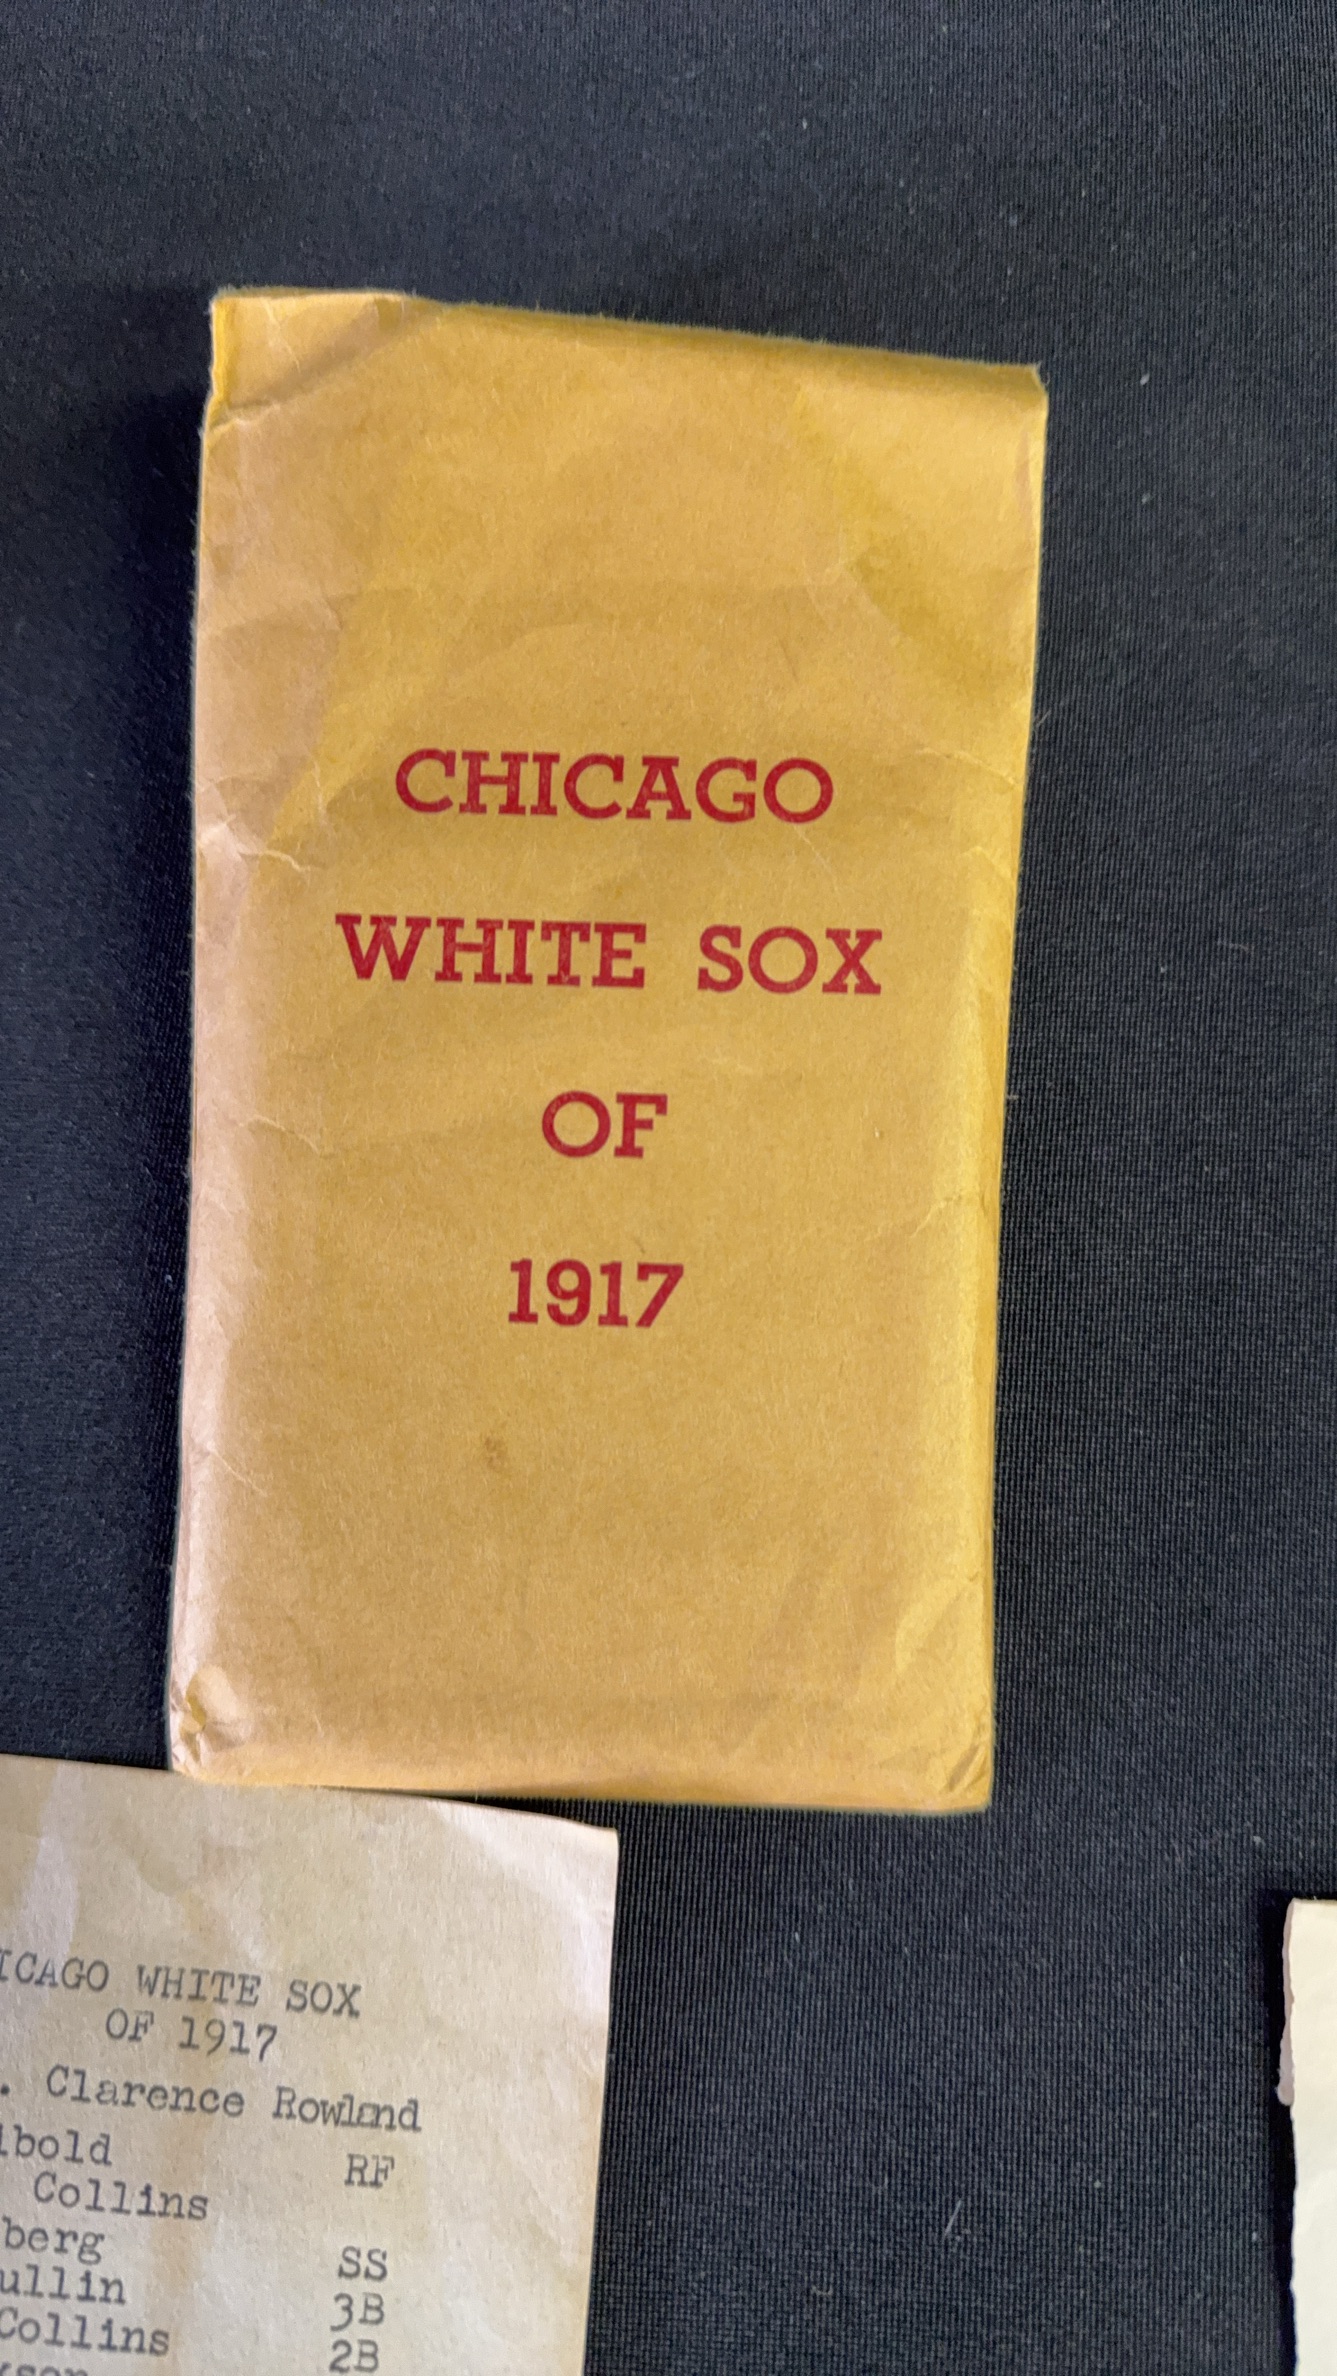 CHICAGO
WHITE SOX
OF
1917
ICAGO WHITE SOX
OF 1917
. Clarence Rowland
ibold RF
Collins
berg SS
ullin 3B
Collins 2B